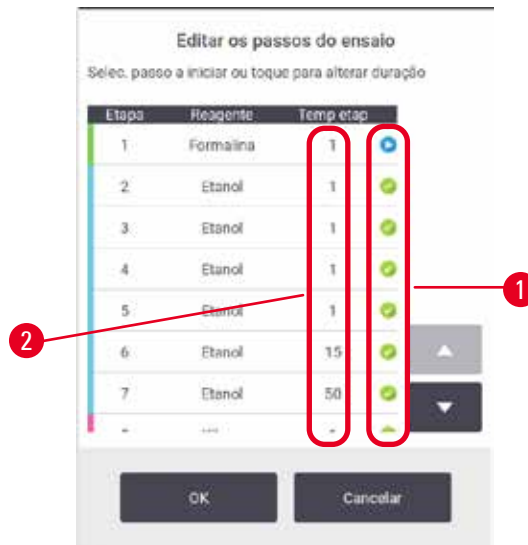 Editar os passos do ensaio
Selec. passo a iniciar ou toque para alterar duração
Etapa Reagente Temp etap
1 Formalina 1
2 Etanol 1
3 Etanol 1
4 Etanol 1
5 Etanol 1
6 Etanol 15
7 Etanol 50
1
2
OK Cancelar